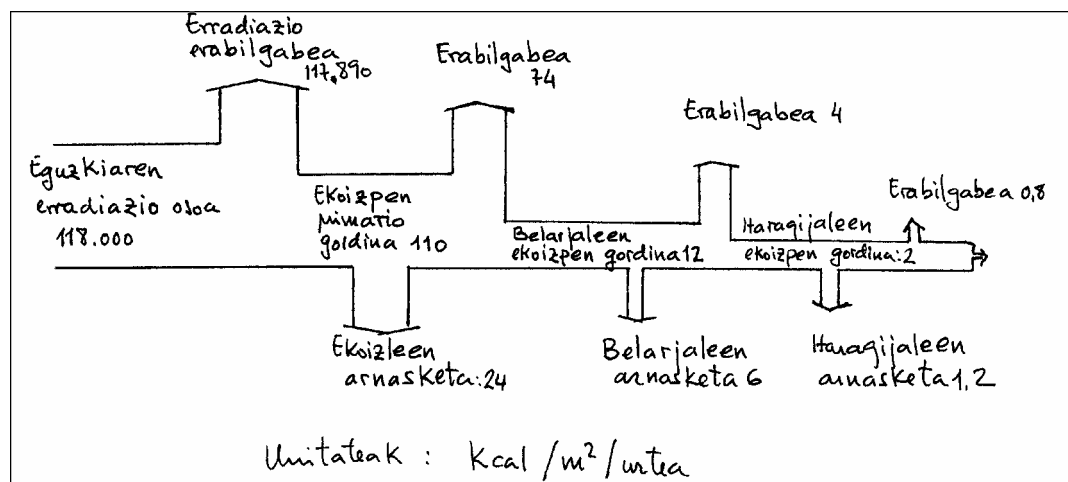 Erradiazio
erabilgabea
117,890
Erabilgabea
74
Erabilgabea 4
Eguzkiaren
erradiazio osoa
118.000
Ekoizpen
primario
gordina 110
Belarjaleen
ekoizpen gordina 12
Haragijaleen
ekoizpen gordina: 2
Erabilgabea 0,8
Ekoizleen
arnasketa: 24
Belarjaleen
arnasketa 6
Haragijaleen
arnasketa 1,2
Unitateak : Kcal /m²/urtea